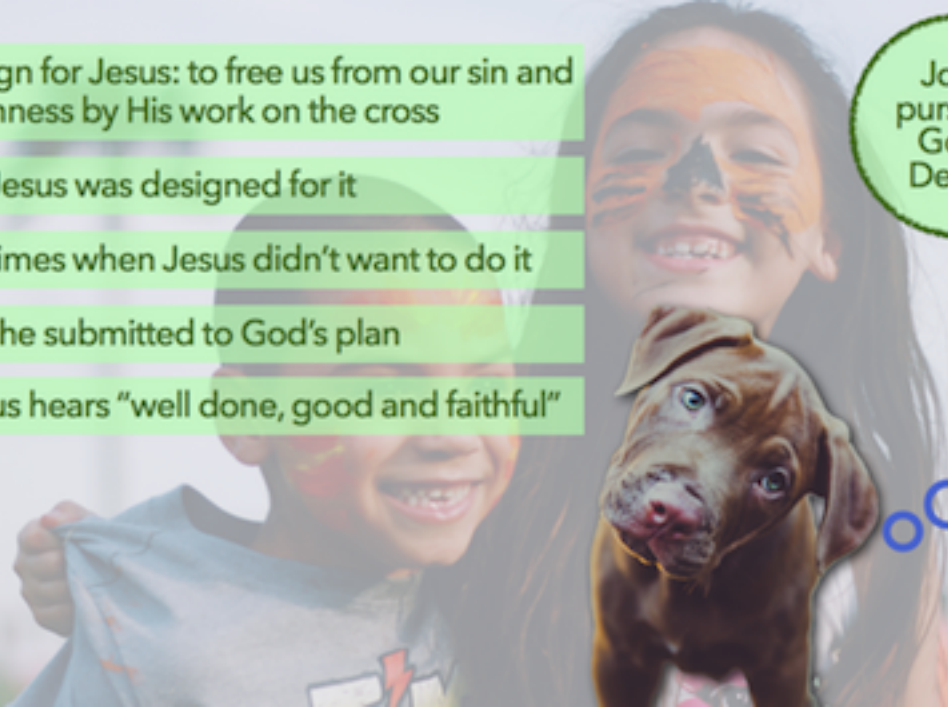 gn for Jesus: to free us from our sin and
ness by His work on the cross
Jesus was designed for it
imes when Jesus didn't want to do it
he submitted to God's plan
us hears "well done, good and faithful"
Jo
purs
Go
De